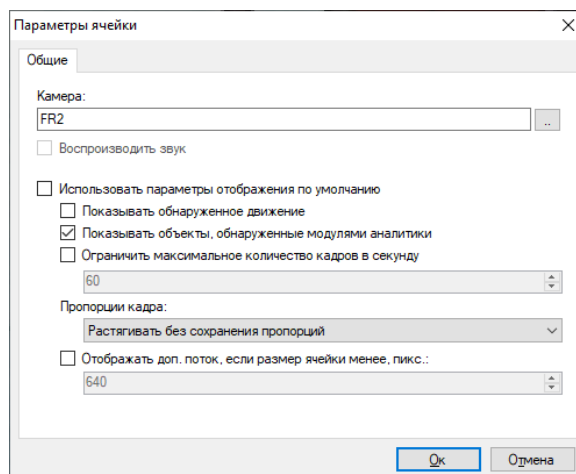 Параметры ячейки
Общие
Камера:
FR2
..
Воспроизводить звук
Использовать параметры отображения по умолчанию
Показывать обнаруженное движение
Показывать объекты, обнаруженные модулями аналитики
Ограничить максимальное количество кадров в секунду
60
Пропорции кадра:
Растягивать без сохранения пропорций
Отображать доп. поток, если размер ячейки менее, пикс.:
640
Ок
Отмена